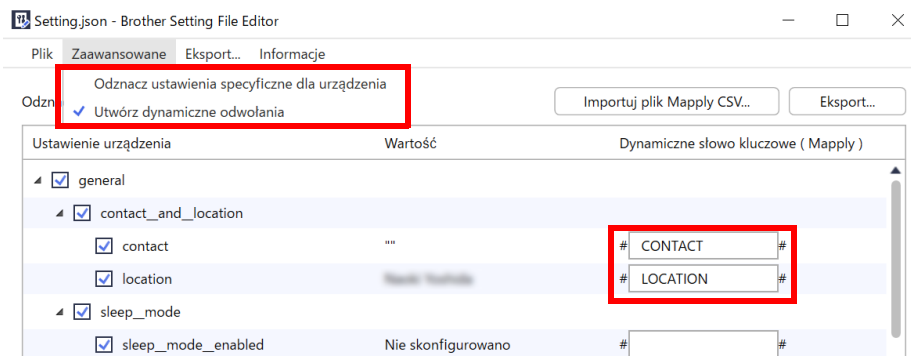 Setting.json - Brother Setting File Editor
Plik Zaawansowane Eksport... Informacje
Odznacz ustawienia specyficzne dla urządzenia
Odzn
Utwórz dynamiczne odwołania
Importuj plik Mapply CSV... Eksport...
Ustawienie urządzenia Wartość Dynamiczne słowo kluczowe ( Mapply )
general
contact__and__location
contact "" # CONTACT #
location # LOCATION #
sleep__mode
sleep__mode__enabled Nie skonfigurowano # #